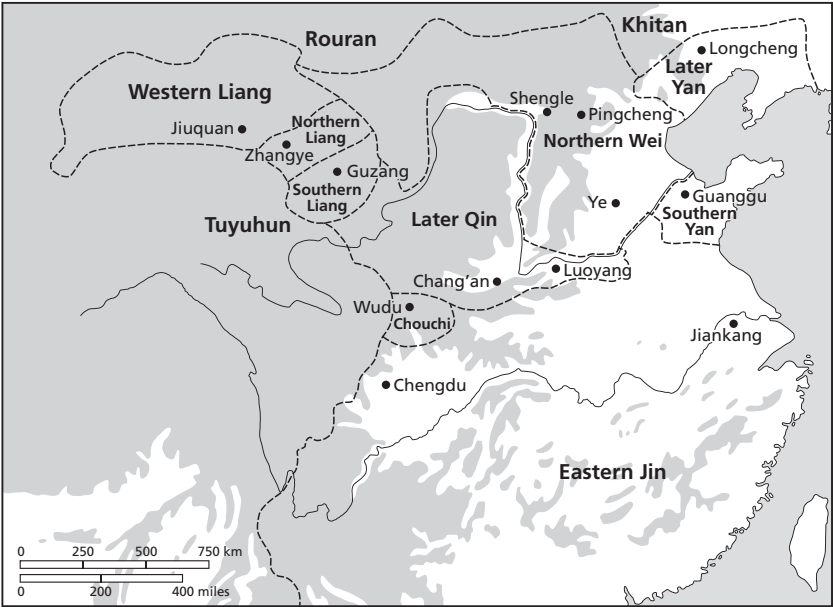 Khitan
Rouran
Longcheng
Later
Yan
Western Liang
Shengle
Pingcheng
Northern
Liang
Jiuquan
Northern Wei
Zhangye
Guzang
Southern
Liang
Ye
Guanggu
Southern
Yan
Tuyuhun
Later Qin
Luoyang
Chang'an
Wudu
Chouchi
Jiankang
Chengdu
Eastern Jin
0 250 500 750 km
0 200 400 miles